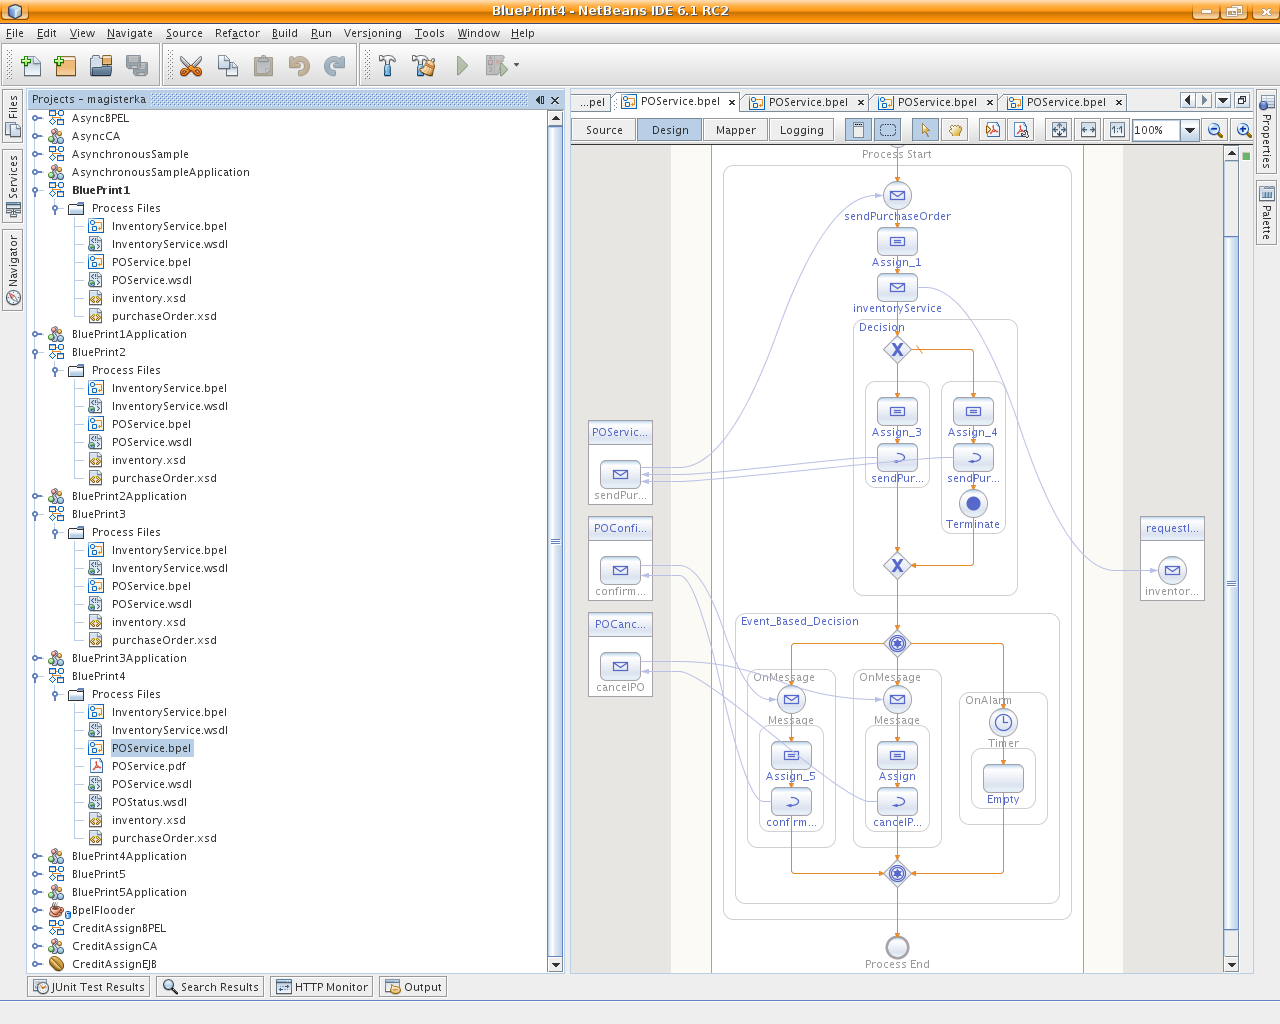 BluePrint4 - NetBeans IDE 6.1 RC2
File Edit View Navigate Source Refactor Build Run Versioning Tools Window Help
Files
Services
Navigator
Projects - magisterka
AsyncBPEL
AsyncCA
AsynchronousSample
AsynchronousSampleApplication
BluePrint1
Process Files
InventoryService.bpel
InventoryService.wsdl
POService.bpel
POService.wsdl
inventory.xsd
purchaseOrder.xsd
BluePrint1Application
BluePrint2
Process Files
InventoryService.bpel
InventoryService.wsdl
POService.bpel
POService.wsdl
inventory.xsd
purchaseOrder.xsd
BluePrint2Application
BluePrint3
Process Files
InventoryService.bpel
InventoryService.wsdl
POService.bpel
POService.wsdl
inventory.xsd
purchaseOrder.xsd
BluePrint3Application
BluePrint4
Process Files
InventoryService.bpel
InventoryService.wsdl
POService.bpel
POService.pdf
POService.wsdl
POStatus.wsdl
inventory.xsd
purchaseOrder.xsd
BluePrint4Application
BluePrint5
BluePrint5Application
BpelFlooder
CreditAssignBPEL
CreditAssignCA
CreditAssignEJB
...pel POService.bpel POService.bpel POService.bpel POService.bpel
Source Design Mapper Logging 1:1 100%
Process Start
sendPurchaseOrder
Assign_1
inventoryService
Decision
X
Assign_3 Assign_4
sendPur... sendPur...
Terminate
X
POServic...
sendPur...
POConfi...
confirm...
POCanc...
cancelPO
requestI...
inventor...
Event_Based_Decision
OnMessage OnMessage OnAlarm
Message Message Timer
Assign_5 Assign Empty
confirm... cancelP...
Process End
Properties
Palette
JUnit Test Results Search Results HTTP Monitor Output